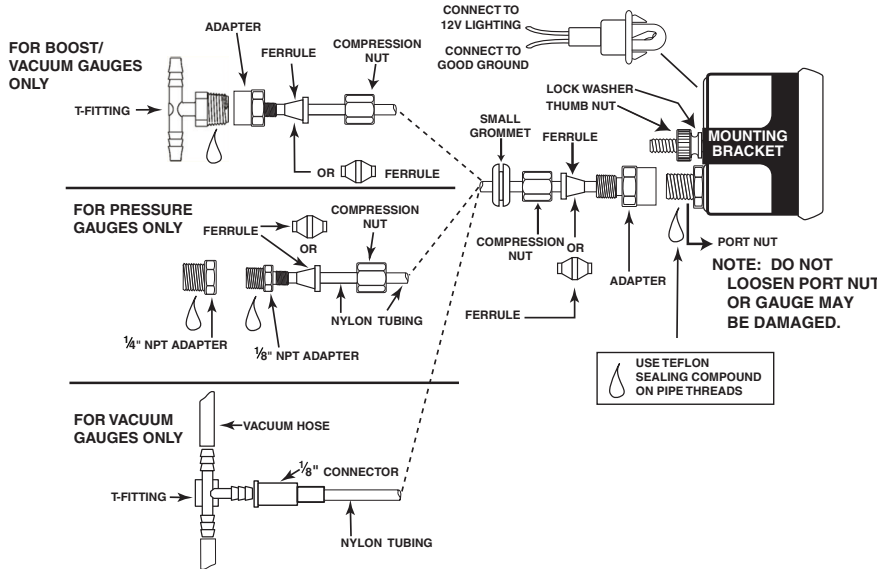 CONNECT TO
12V LIGHTING
CONNECT TO
GOOD GROUND
FOR BOOST/
VACUUM GAUGES
ONLY
ADAPTER
FERRULE
COMPRESSION
NUT
T-FITTING
OR
FERRULE
SMALL
GROMMET
FERRULE
LOCK WASHER
THUMB NUT
MOUNTING
BRACKET
COMPRESSION
NUT
OR
FERRULE
ADAPTER
PORT NUT
NOTE: DO NOT
LOOSEN PORT NUT
OR GAUGE MAY
BE DAMAGED.
USE TEFLON
SEALING COMPOUND
ON PIPE THREADS
FOR PRESSURE
GAUGES ONLY
FERRULE
OR
COMPRESSION
NUT
NYLON TUBING
1/4" NPT ADAPTER
1/8" NPT ADAPTER
FOR VACUUM
GAUGES ONLY
VACUUM HOSE
1/8" CONNECTOR
T-FITTING
NYLON TUBING